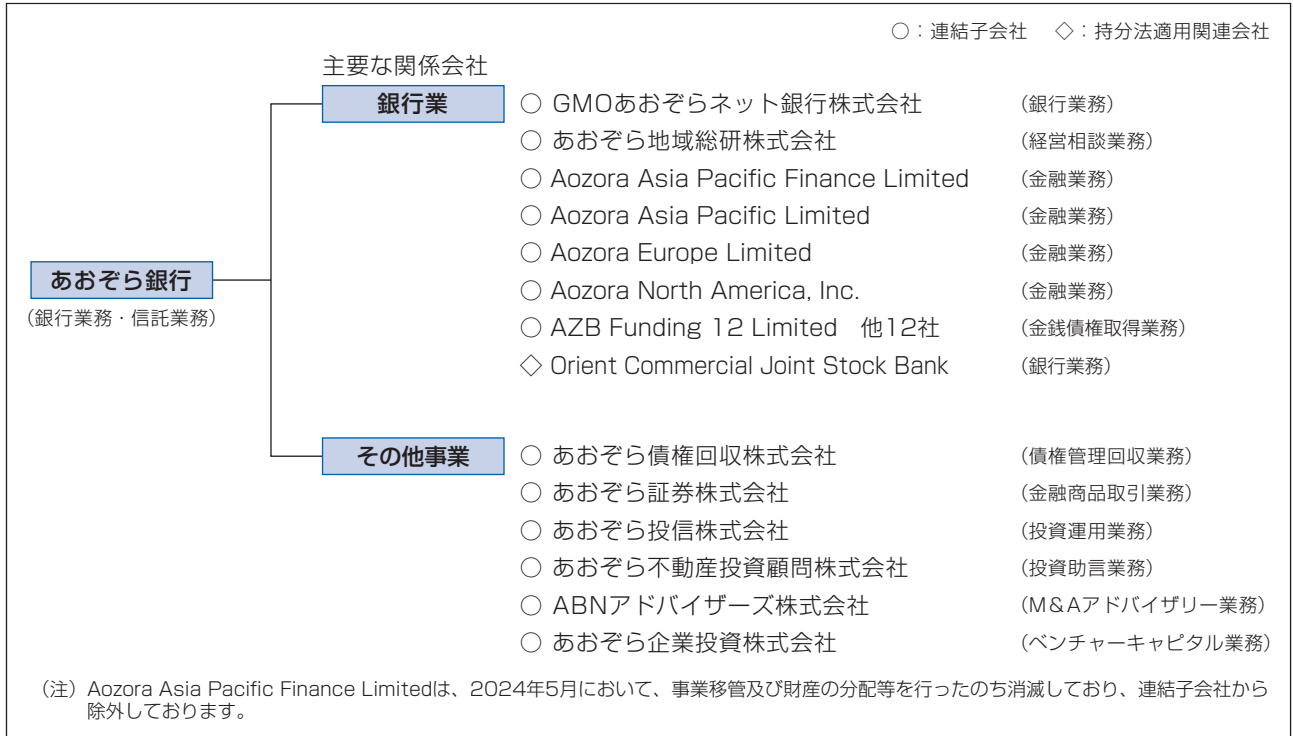 ○：連結子会社　◇：持分法適用関連会社
主要な関係会社
銀行業
○ GMOあおぞらネット銀行株式会社 （銀行業務）
○ あおぞら地域総研株式会社 （経営相談業務）
○ Aozora Asia Pacific Finance Limited （金融業務）
○ Aozora Asia Pacific Limited （金融業務）
○ Aozora Europe Limited （金融業務）
○ Aozora North America, Inc. （金融業務）
○ AZB Funding 12 Limited　他12社 （金銭債権取得業務）
◇ Orient Commercial Joint Stock Bank （銀行業務）
あおぞら銀行
（銀行業務・信託業務）
その他事業
○ あおぞら債権回収株式会社 （債権管理回収業務）
○ あおぞら証券株式会社 （金融商品取引業務）
○ あおぞら投信株式会社 （投資運用業務）
○ あおぞら不動産投資顧問株式会社 （投資助言業務）
○ ABNアドバイザーズ株式会社 （M＆Aアドバイザリー業務）
○ あおぞら企業投資株式会社 （ベンチャーキャピタル業務）
（注）Aozora Asia Pacific Finance Limitedは、2024年5月において、事業移管及び財産の分配等を行ったのち消滅しており、連結子会社から
除外しております。